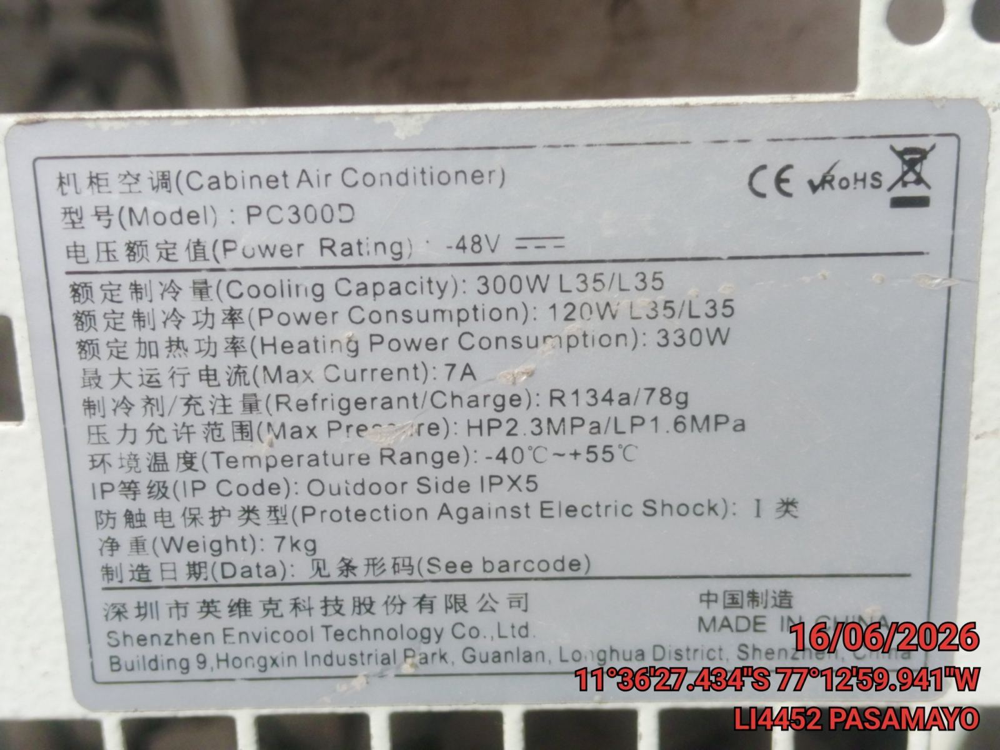 机柜空调(Cabinet Air Conditioner)
CE RoHS
型号(Model) : PC300D
电压额定值(Power Rating) : -48V
额定制冷量(Cooling Capacity): 300W L35/L35
额定制冷功率(Power Consumption): 120W L35/L35
额定加热功率(Heating Power Consumption): 330W
最大运行电流(Max Current): 7A
制冷剂/充注量(Refrigerant/Charge): R134a/78g
压力允许范围(Max Pressure): HP2.3MPa/LP1.6MPa
环境温度(Temperature Range): -40℃~+55℃
IP等级(IP Code): Outdoor Side IPX5
防触电保护类型(Protection Against Electric Shock): I 类
净重(Weight): 7kg
制造日期(Data): 见条形码(See barcode)
深圳市英维克科技股份有限公司
Shenzhen Envicool Technology Co.,Ltd.
中国制造
MADE IN CHINA
Building 9,Hongxin Industrial Park, Guanlan, Longhua District, Shenzhen, China
16/06/2026
11°36'27.434"S 77°12'59.941"W
LI4452 PASAMAYO